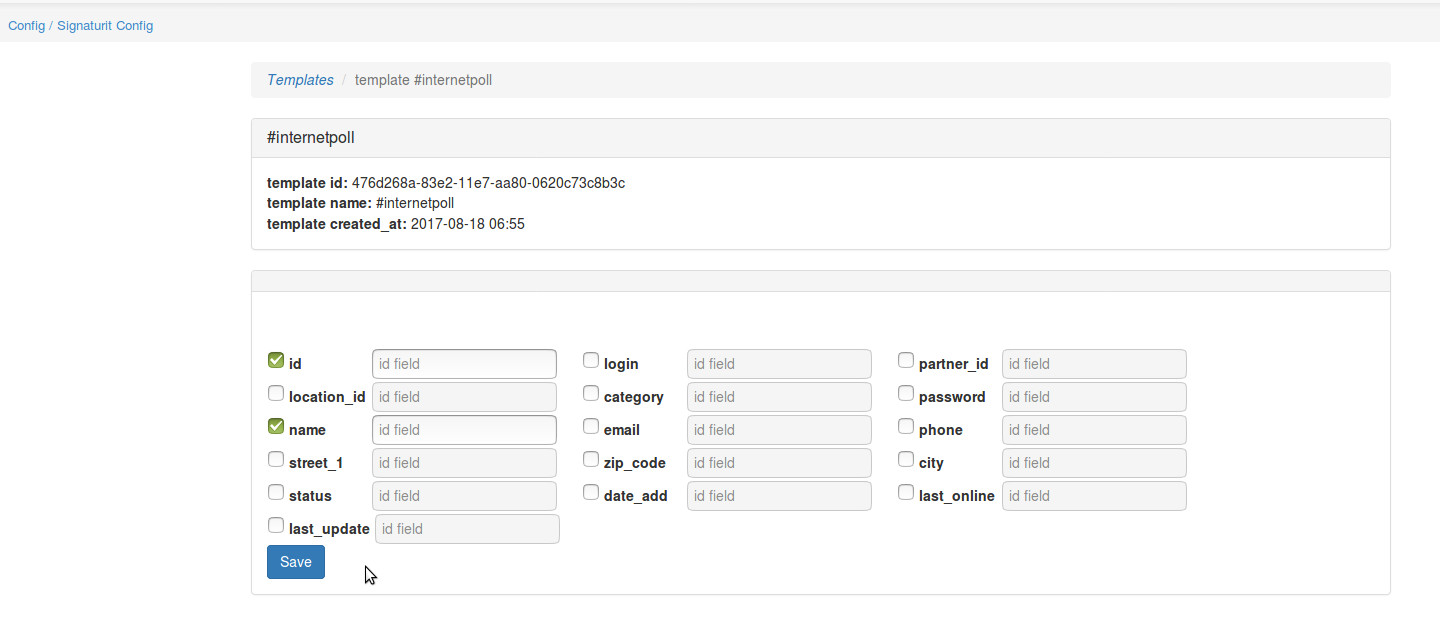 Config / Signaturit Config
Templates / template #internetpoll
#internetpoll
template id: 476d268a-83e2-11e7-aa80-0620c73c8b3c
template name: #internetpoll
template created_at: 2017-08-18 06:55
id id field login id field partner_id id field
location_id id field category id field password id field
name id field email id field phone id field
street_1 id field zip_code id field city id field
status id field date_add id field last_online id field
last_update id field
Save